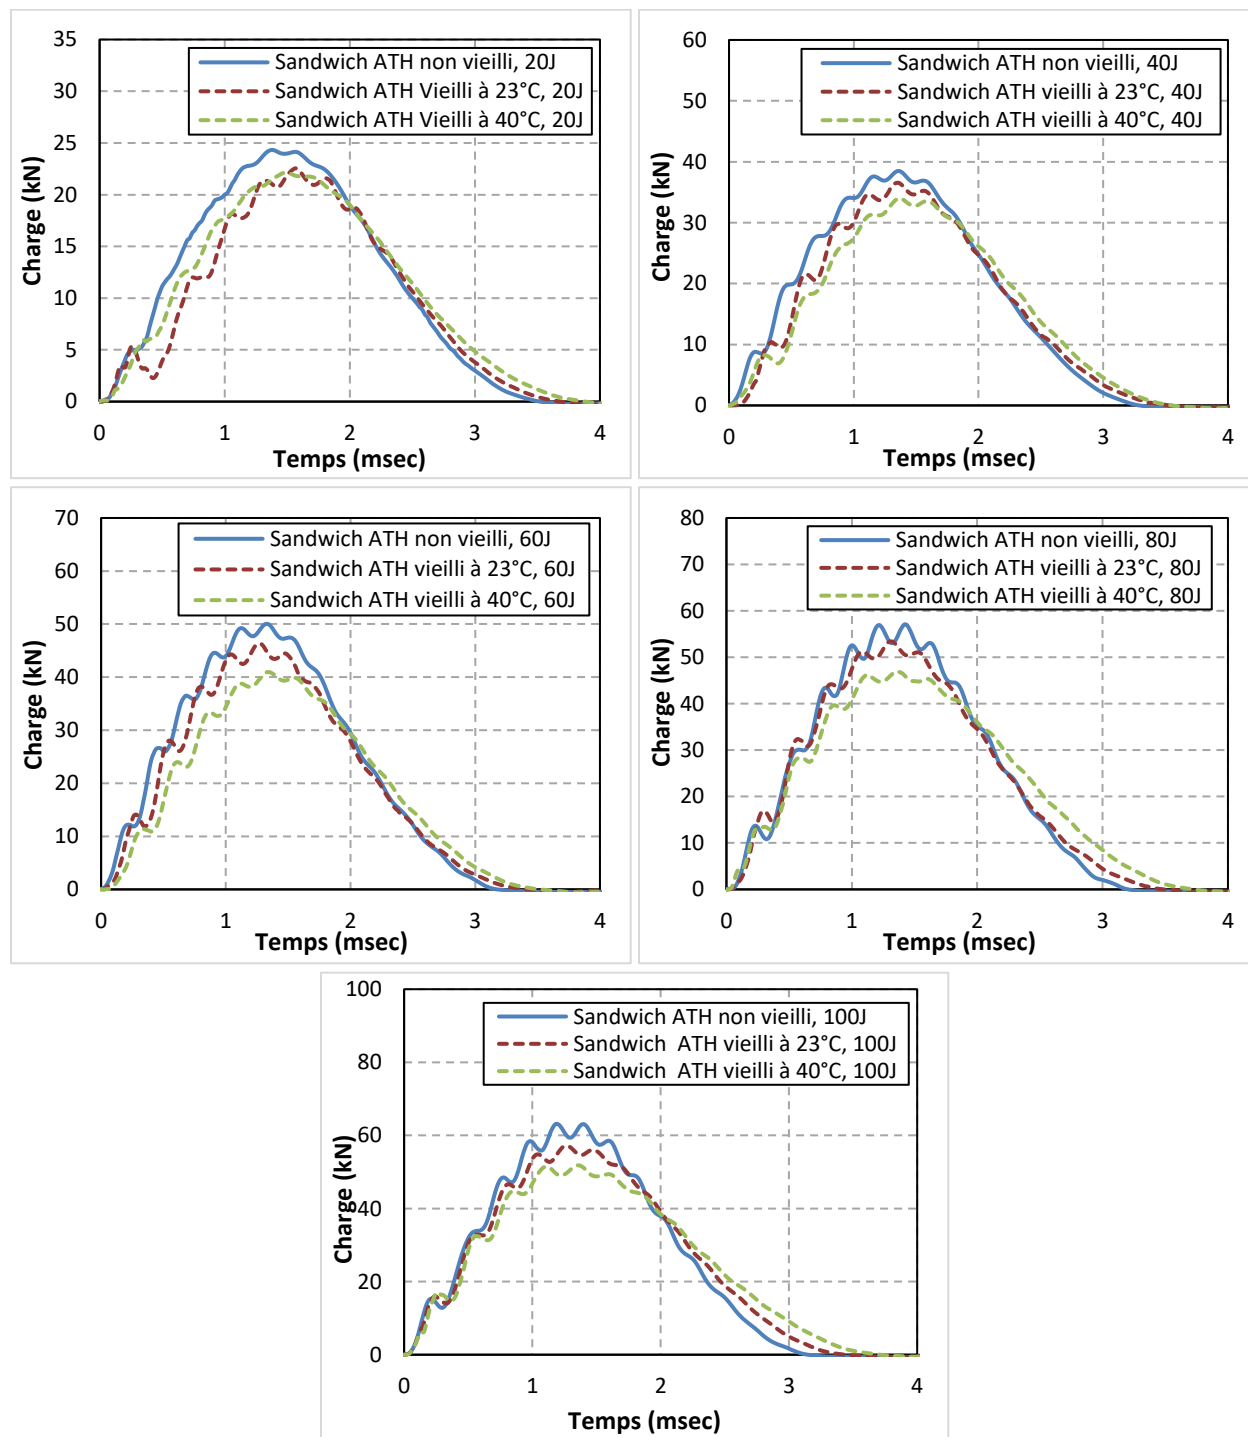 35
30
25
20
15
10
5
0
Charge (kN)
Sandwich ATH non vieilli, 20J
Sandwich ATH Vieilli à 23°C, 20J
Sandwich ATH Vieilli à 40°C, 20J
0 1 2 3 4
Temps (msec)
60
50
40
30
20
10
0
Charge (kN)
Sandwich ATH non vieilli, 40J
Sandwich ATH vieilli à 23°C, 40J
Sandwich ATH vieilli à 40°C, 40J
0 1 2 3 4
Temps (msec)
70
60
50
40
30
20
10
0
Charge (kN)
Sandwich ATH non vieilli, 60J
Sandwich ATH vieilli à 23°C, 60J
Sandwich ATH vieilli à 40°C, 60J
0 1 2 3 4
Temps (msec)
80
70
60
50
40
30
20
10
0
Charge (kN)
Sandwich ATH non vieilli, 80J
Sandwich ATH vieilli à 23°C, 80J
Sandwich ATH vieilli à 40°C, 80J
0 1 2 3 4
Temps (msec)
100
80
60
40
20
0
Charge (kN)
Sandwich ATH non vieilli, 100J
Sandwich ATH vieilli à 23°C, 100J
Sandwich ATH vieilli à 40°C, 100J
0 1 2 3 4
Temps (msec)